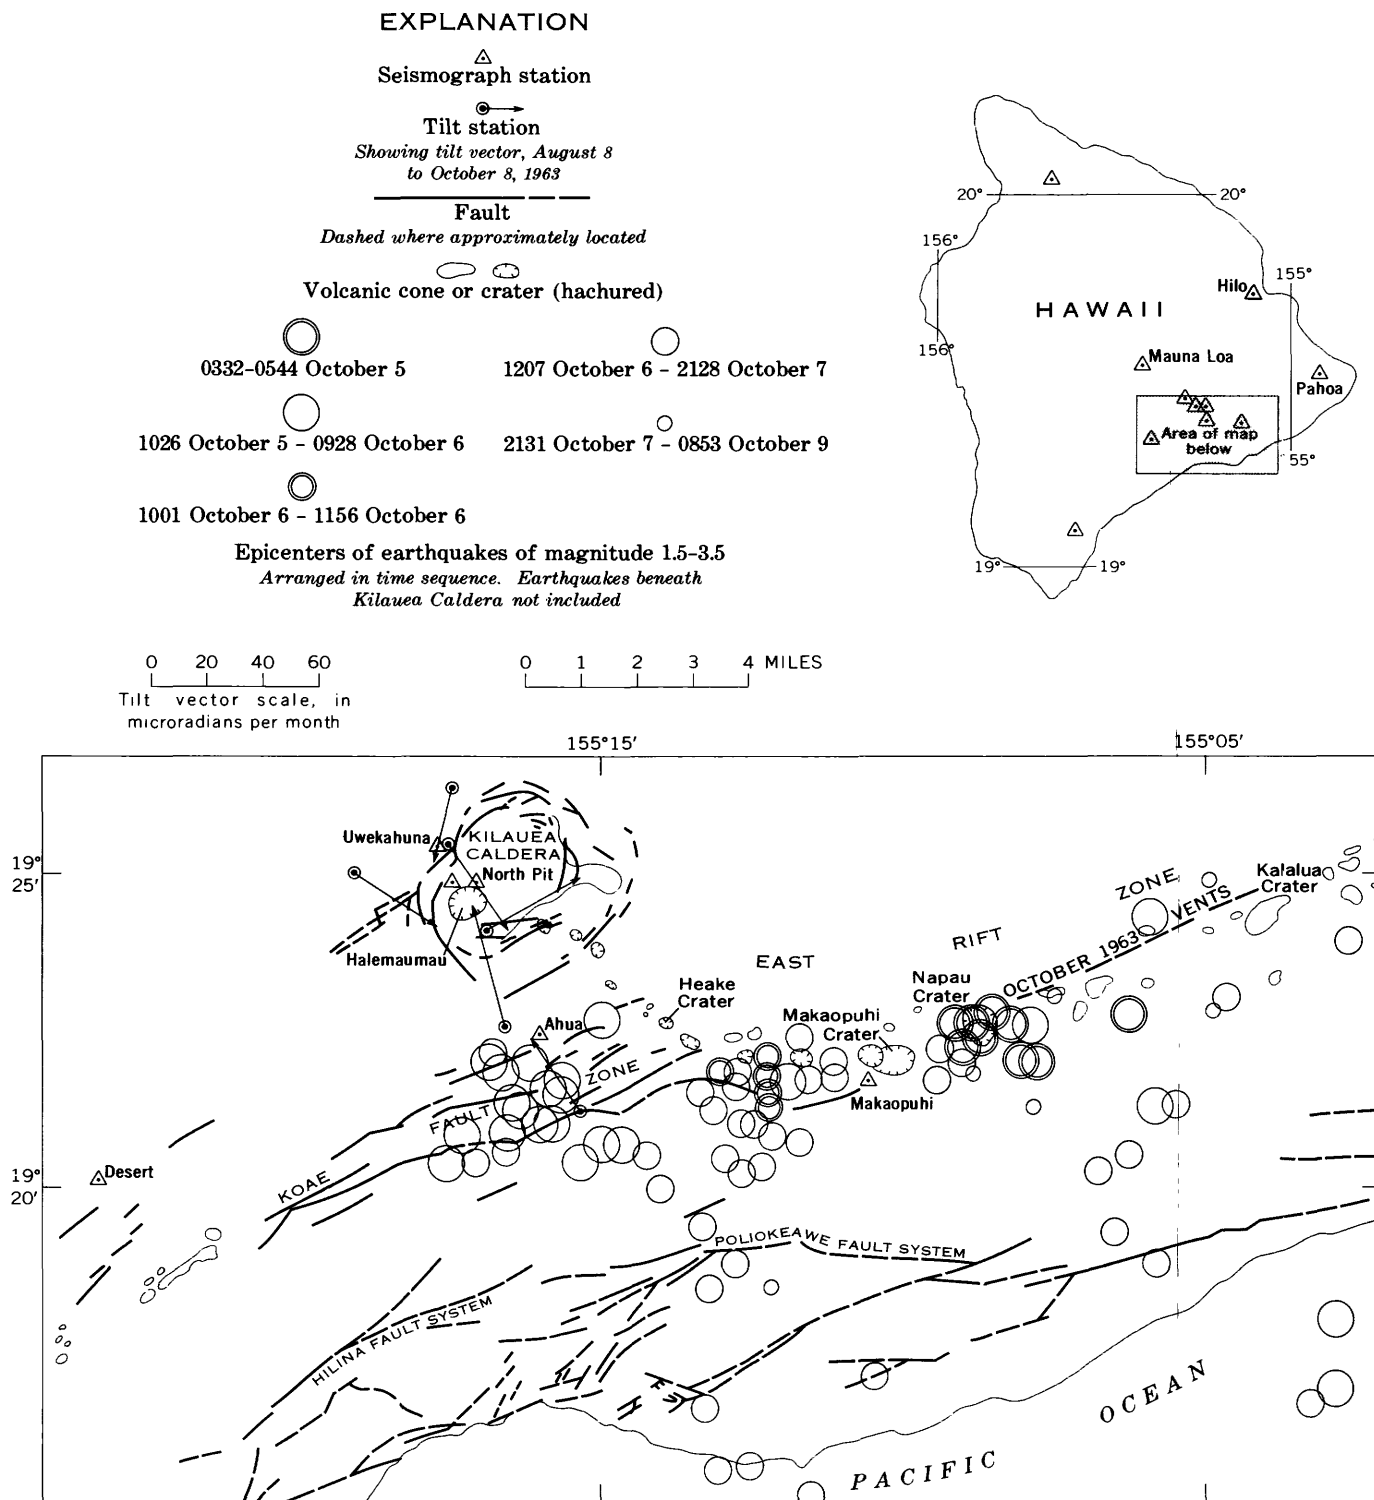 EXPLANATION
Seismograph station
Tilt station
Showing tilt vector, August 8
to October 8, 1963
Fault
Dashed where approximately located
Volcanic cone or crater (hachured)
0332-0544 October 5
1207 October 6 - 2128 October 7
1026 October 5 - 0928 October 6
2131 October 7 - 0853 October 9
1001 October 6 - 1156 October 6
Epicenters of earthquakes of magnitude 1.5-3.5
Arranged in time sequence. Earthquakes beneath
Kilauea Caldera not included
20°
20°
156°
155°
Hilo
HAWAII
156°
Mauna Loa
Pahoa
Area of map
below
55°
19°
19°
0 20 40 60
Tilt vector scale, in
microradians per month
0 1 2 3 4 MILES
155°15′
155°05′
Uwekahuna
KILAUEA
CALDERA
North Pit
19°
25′
Kalalua
Crater
ZONE
VENTS
OCTOBER 1963
RIFT
EAST
Halemaumau
Heake
Crater
Napau
Crater
Makaopuhi
Crater
Ahua
ZONE
Makaopuhi
FAULT
KOAE
Desert
19°
20′
POLIOKEAWE FAULT SYSTEM
HILINA FAULT SYSTEM
PACIFIC
OCEAN